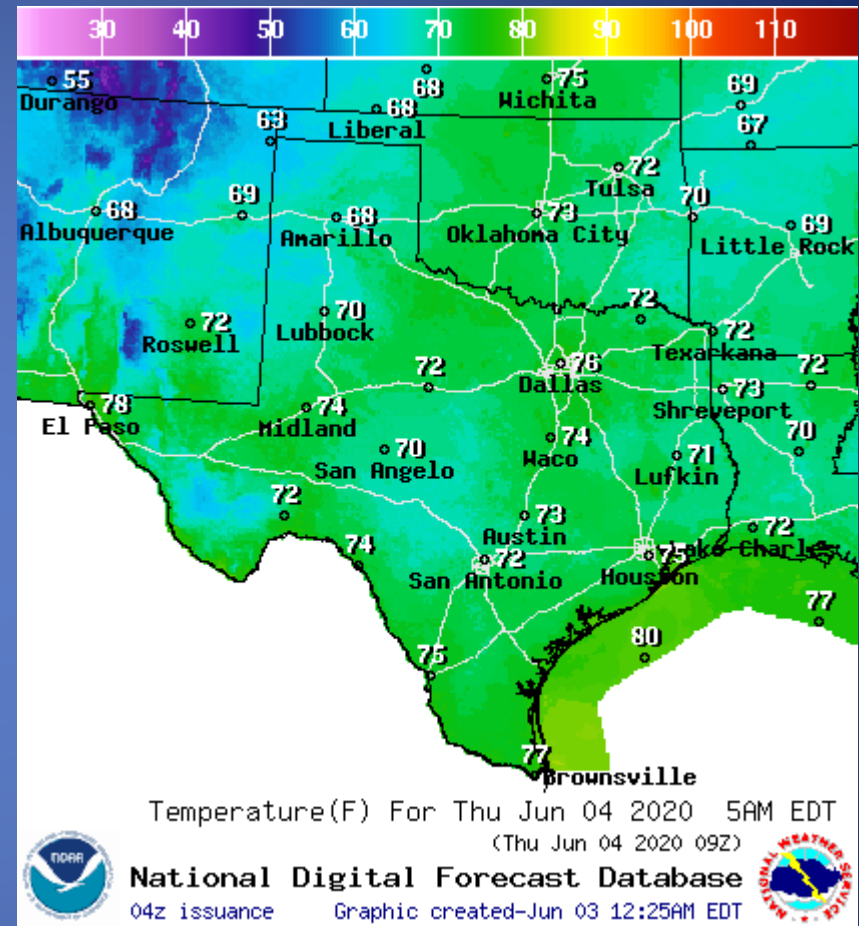 30 40 50 60 70 80 90 100 110
55
Durango
68
68
Liberal
75
Wichita
69
67
63
72
Tulsa
68
Albuquerque
69
68
Amarillo
73
Oklahoma City
70
69
Little Rock
72
Roswell
70
Lubbock
72
72
Texarkana
76
Dallas
72
72
73
Shreveport
78
El Paso
74
Midland
70
San Angelo
74
Waco
71
Lufkin
70
72
73
Austin
72
Lake Charles
74
72
San Antonio
75
Houston
77
80
75
77
Brownsville
Temperature(F) For Thu Jun 04 2020 5AM EDT
(Thu Jun 04 2020 09Z)
National Digital Forecast Database
04z issuance Graphic created-Jun 03 12:25AM EDT
NOAA
NATIONAL WEATHER SERVICE